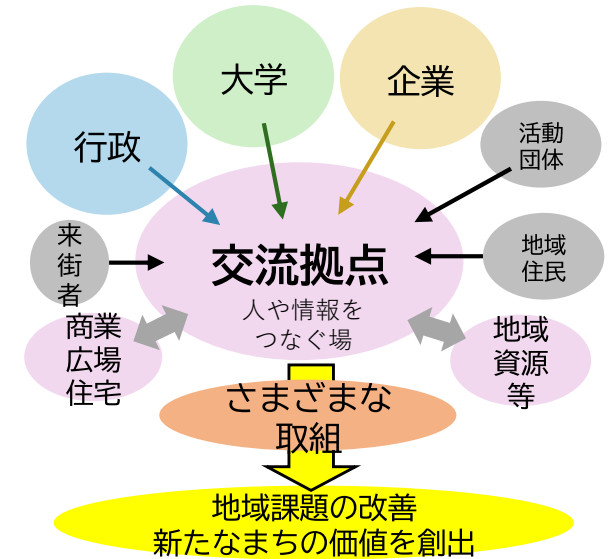 大学
企業
行政
活動
団体
来
街
者
地域
住民
交流拠点
人や情報を
つなぐ場
商業
広場
住宅
地域
資源
等
さまざまな
取組
地域課題の改善
新たなまちの価値を創出